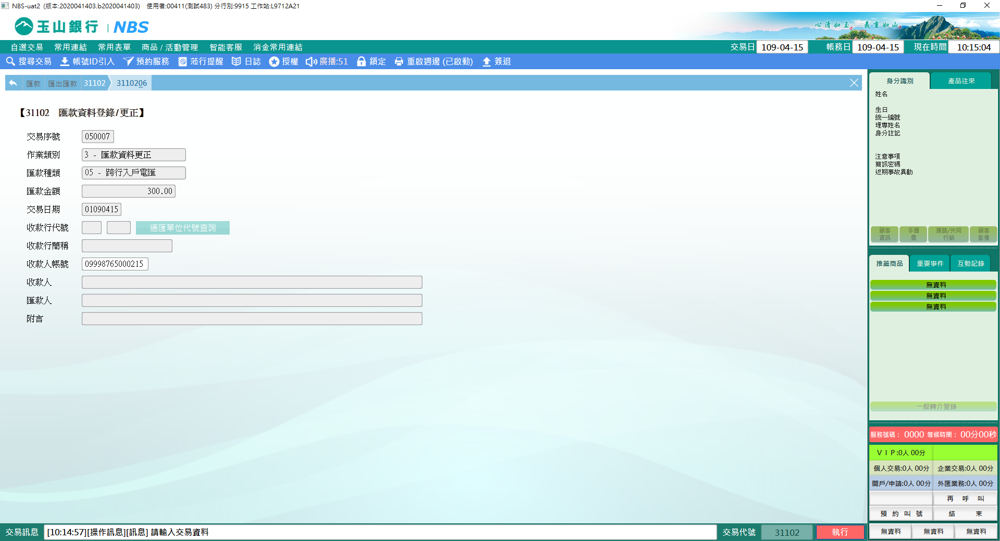 NBS-uat2 (版本:2020041403.b2020041403) 使用者:00411(測試483) 分行別:9915 工作站:L9712A21
玉山銀行 | NBS
心清如玉。 義重如山。
自選交易 常用連結 常用表單 商品 / 活動管理 智能客服 消金常用連結 交易日 109-04-15 帳務日 109-04-15 現在時間 10:15:04
搜尋交易 帳號ID引入 預約服務 蒞行提醒 日誌 授權 廣播:51 鎖定 重啟週邊 (已啟動) 簽退
匯款 匯出匯款 31102 3110206
【31102 匯款資料登錄/更正】
交易序號 050007
作業類別 3 - 匯款資料更正
匯款種類 05 - 跨行入戶電匯
匯款金額 300.00
交易日期 01090415
收款行代號 通匯單位代號查詢
收款行簡稱
收款人帳號 09998765000215
收款人
匯款人
附言
身分識別 產品往來
姓名
生日
統一編號
理專姓名
身分註記
注意事項
簡訊密碼
近期事故異動
顧客資訊 手續費 通路/共同行銷 顧客影像
推薦商品 重要事件 互動記錄
無資料
無資料
無資料
一般轉介登錄
服務號碼: 0000 等候時間: 00分00秒
VIP:0人 00分
個人交易:0人 00分 企業交易:0人 00分
開戶/申請:0人 00分 外匯業務:0人 00分
再 呼 叫
預 約 叫 號 結 束
交易訊息 [10:14:57][操作訊息][訊息] 請輸入交易資料 交易代號 31102 執行 無資料 無資料 無資料